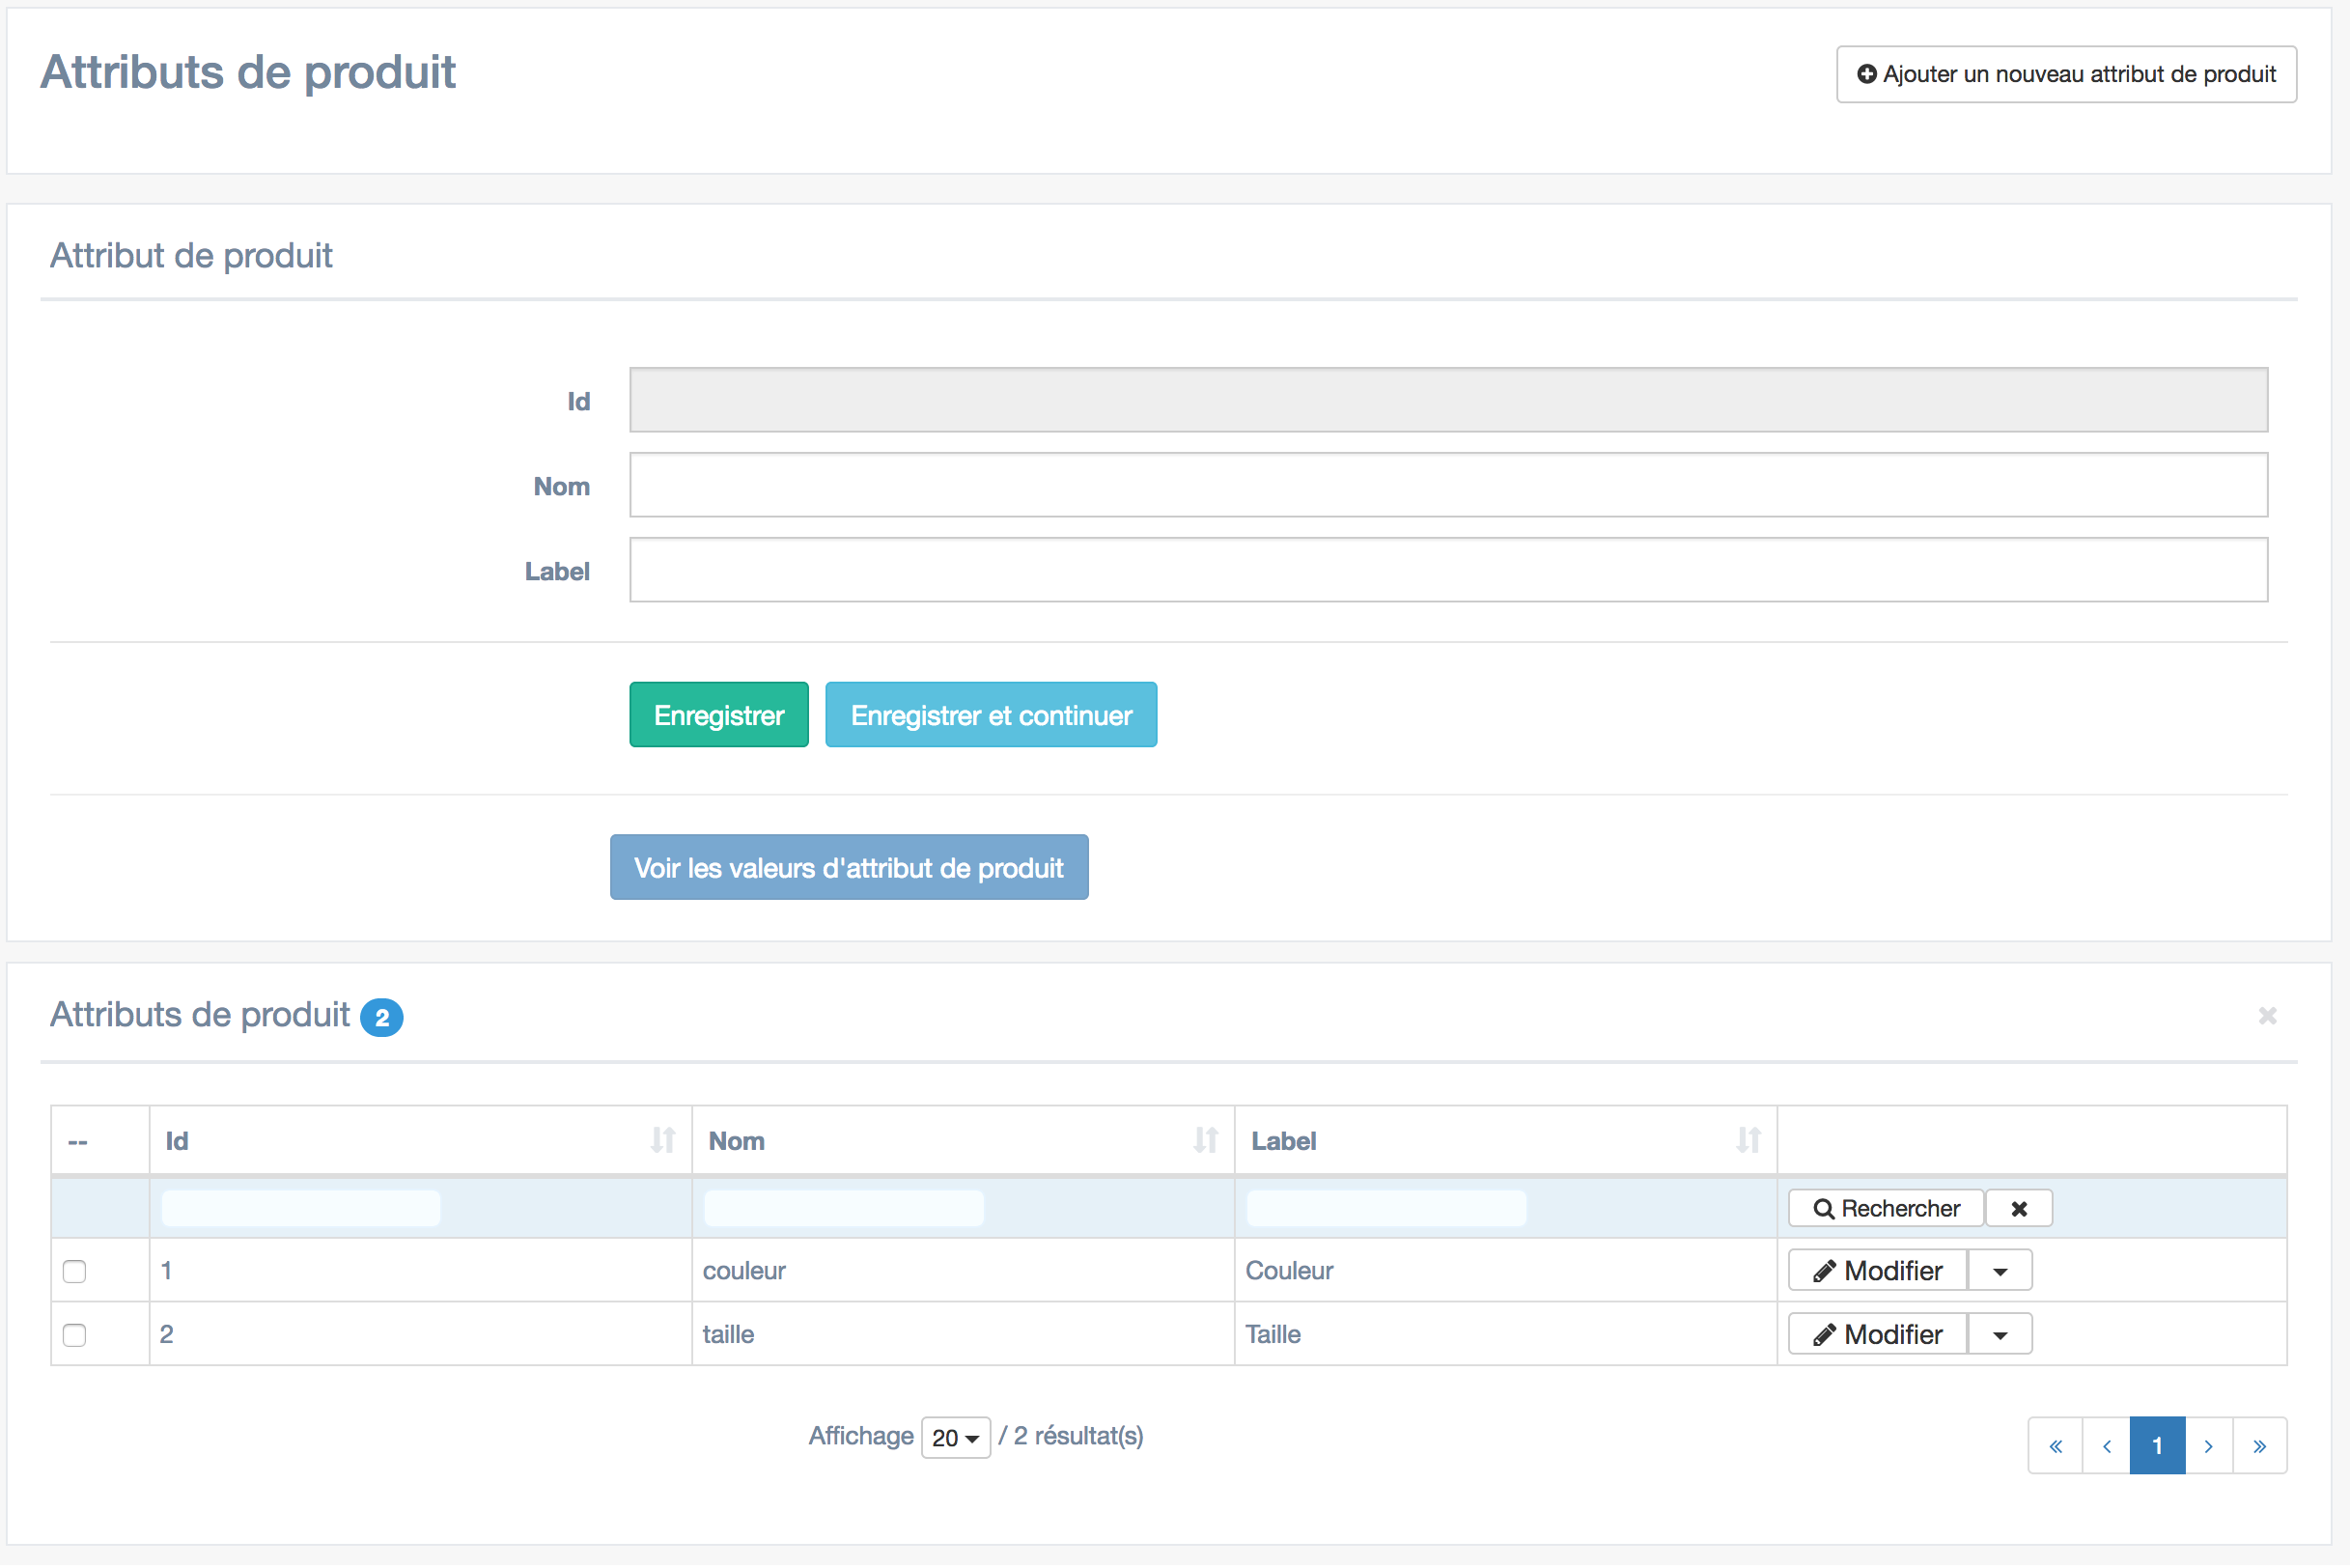 Attributs de produit
Ajouter un nouveau attribut de produit
Attribut de produit
Id
Nom
Label
Enregistrer Enregistrer et continuer
Voir les valeurs d'attribut de produit
Attributs de produit 2
-- Id Nom Label
Rechercher
1 couleur Couleur Modifier
2 taille Taille Modifier
Affichage 20 / 2 résultat(s)
« ‹ 1 › »